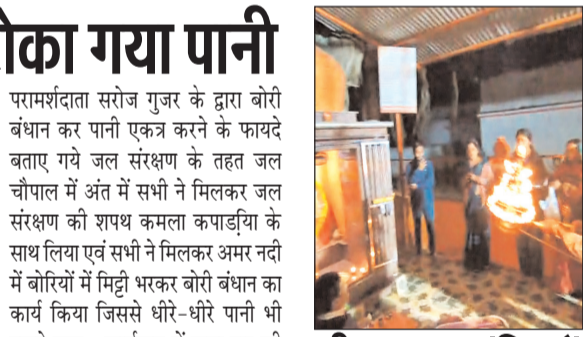 गया पानी
परामर्शदाता सरोज गुजर के द्वारा बोरी
बंधान कर पानी एकत्र करने के फायदे
बताए गये जल संरक्षण के तहत जल
चौपाल में अंत में सभी ने मिलकर जल
संरक्षण की शपथ कमला कपाडि़या के
साथ लिया एवं सभी ने मिलकर अमर नदी
में बोरियों में मिट्टी भरकर बोरी बंधान का
कार्य किया जिससे धीरे-धीरे पानी भी